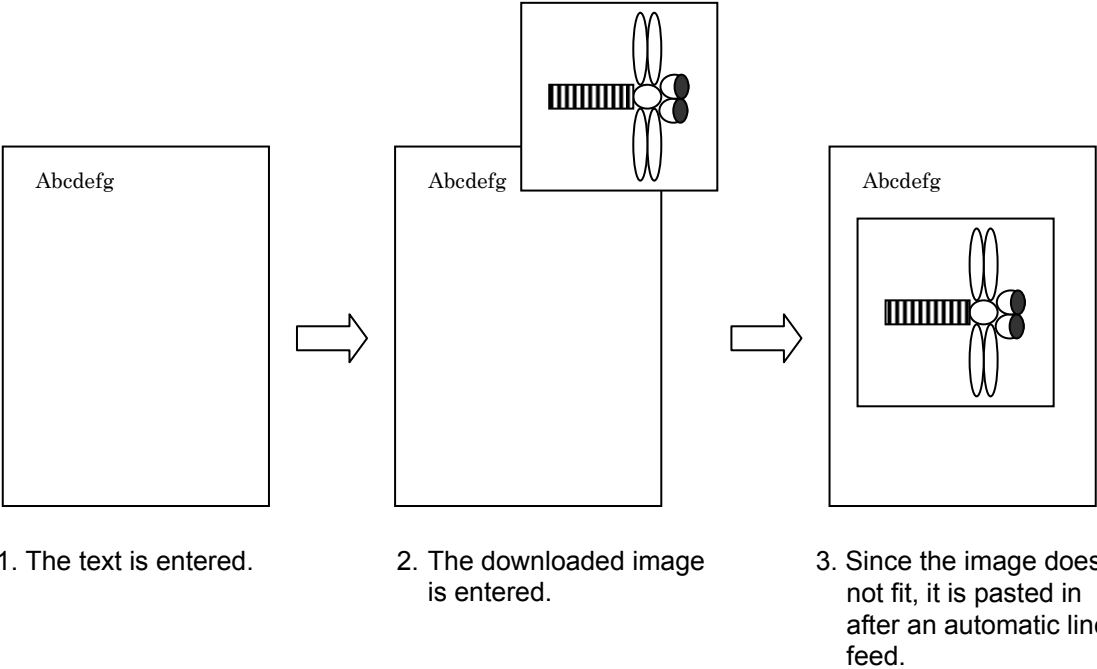 Abcdefg
Abcdefg
Abcdefg
1. The text is entered.
2. The downloaded image
is entered.
3. Since the image does
not fit, it is pasted in
after an automatic line
feed.